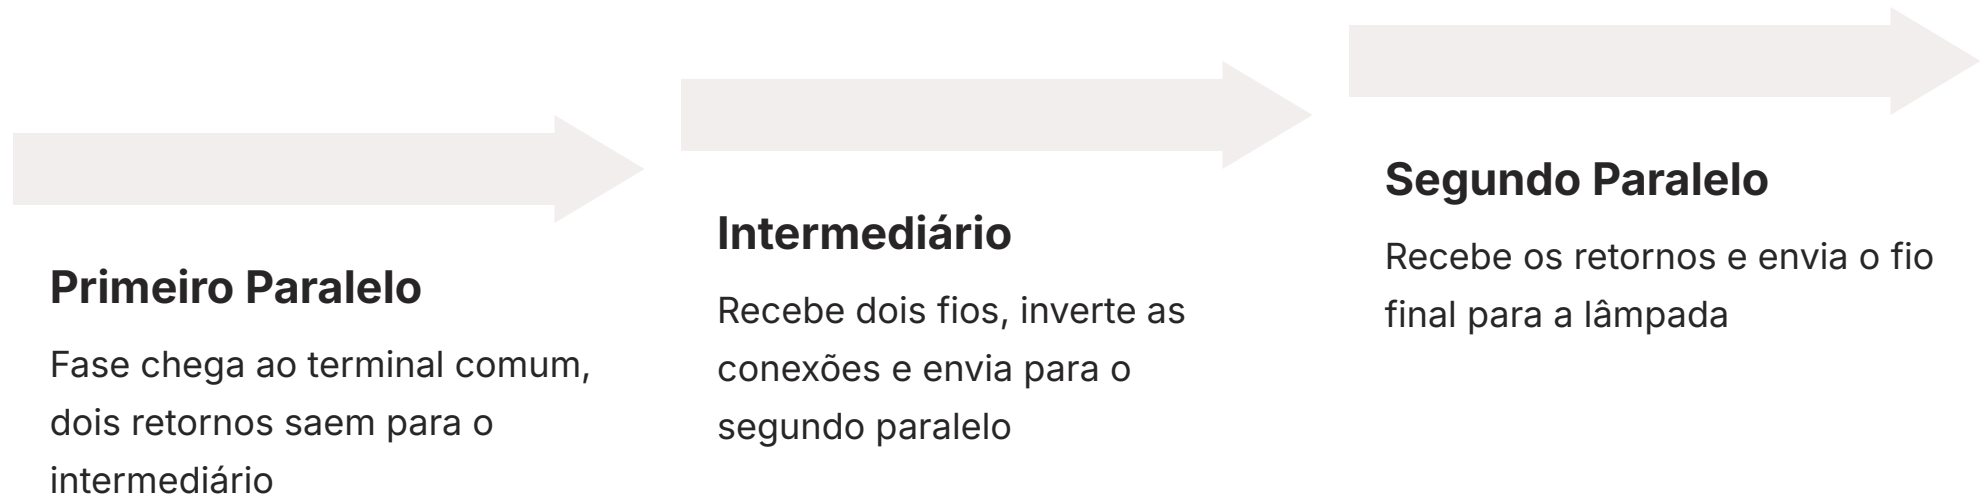 Primeiro Paralelo
Fase chega ao terminal comum,
dois retornos saem para o
intermediário
Intermediário
Recebe dois fios, inverte as
conexões e envia para o
segundo paralelo
Segundo Paralelo
Recebe os retornos e envia o fio
final para a lâmpada